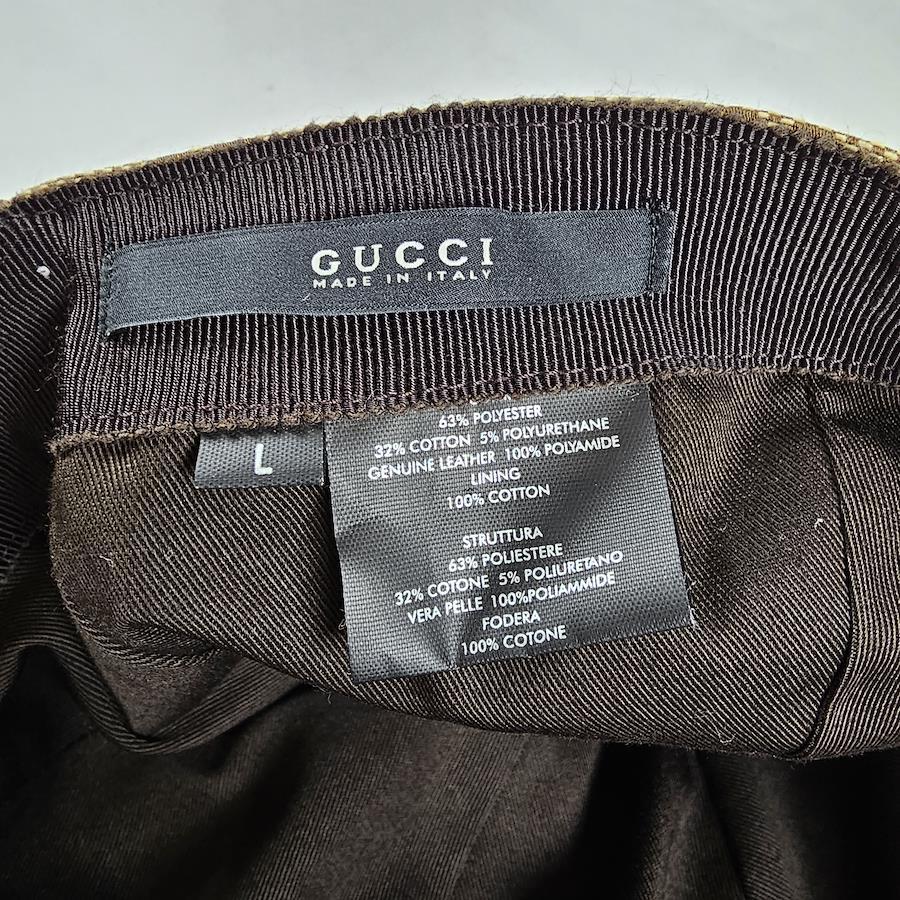 GUCCI
MADE IN ITALY
L
63% POLYESTER
32% COTTON 5% POLYURETHANE
GENUINE LEATHER 100% POLYAMIDE
LINING
100% COTTON
STRUTTURA
63% POLIESTERE
32% COTONE 5% POLIURETANO
VERA PELLE 100%POLIAMMIDE
FODERA
100% COTONE